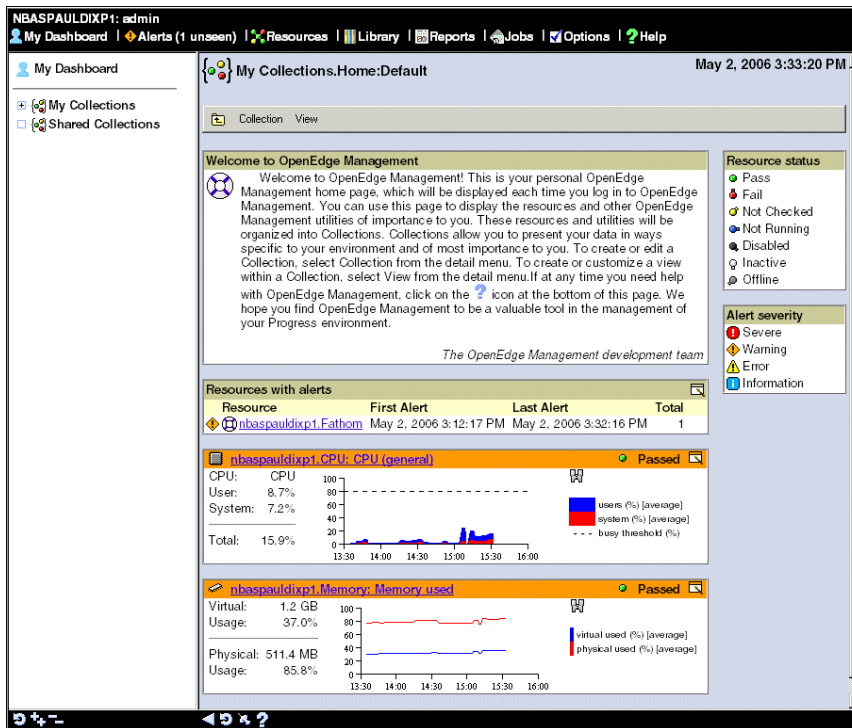 NBASPAULDIXP1: admin
My Dashboard | Alerts (1 unseen) | Resources | Library | Reports | Jobs | Options | ? Help
My Dashboard
My Collections
Shared Collections
My Collections.Home:Default
May 2, 2006 3:33:20 PM
Collection View
Welcome to OpenEdge Management
Welcome to OpenEdge Management! This is your personal OpenEdge
Management home page, which will be displayed each time you log in to OpenEdge
Management. You can use this page to display the resources and other OpenEdge
Management utilities of importance to you. These resources and utilities will be
organized into Collections. Collections allow you to present your data in ways
specific to your environment and of most importance to you. To create or edit a
Collection, select Collection from the detail menu. To create or customize a view
within a Collection, select View from the detail menu.If at any time you need help
with OpenEdge Management, click on the ? icon at the bottom of this page. We
hope you find OpenEdge Management to be a valuable tool in the management of
your Progress environment.
The OpenEdge Management development team
Resource status
Pass
Fail
Not Checked
Not Running
Disabled
Inactive
Offline
Alert severity
Severe
Warning
Error
Information
Resources with alerts
Resource First Alert Last Alert Total
nbaspauldixp1.Fathom May 2, 2006 3:12:17 PM May 2, 2006 3:32:16 PM 1
nbaspauldixp1.CPU: CPU (general) Passed
CPU: CPU
User: 8.7%
System: 7.2%
Total: 15.9%
100
80
60
40
20
0
13:30 14:00 14:30 15:00 15:30 16:00
users (%) [average]
system (%) [average]
busy threshold (%)
nbaspauldixp1.Memory: Memory used Passed
Virtual: 1.2 GB
Usage: 37.0%
Physical: 511.4 MB
Usage: 85.8%
100
80
60
40
20
0
13:30 14:00 14:30 15:00 15:30 16:00
virtual used (%) [average]
physical used (%) [average]